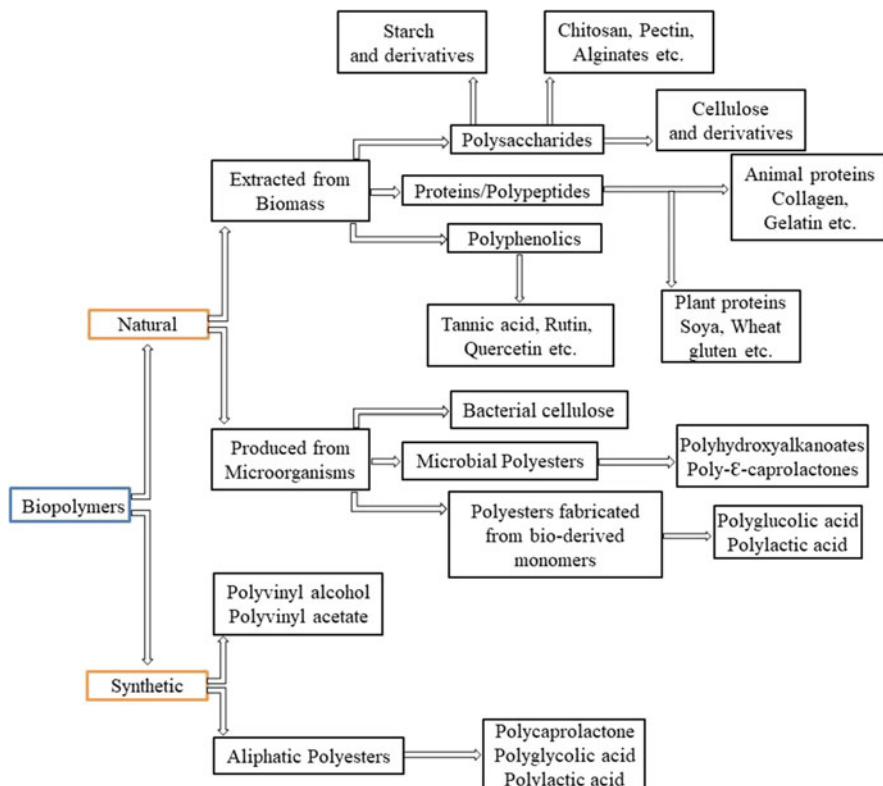 Starch
and derivatives
Chitosan, Pectin,
Alginates etc.
Polysaccharides
Cellulose
and derivatives
Extracted from
Biomass
Proteins/Polypeptides
Animal proteins
Collagen,
Gelatin etc.
Polyphenolics
Natural
Tannic acid, Rutin,
Quercetin etc.
Plant proteins
Soya, Wheat
gluten etc.
Bacterial cellulose
Produced from
Microorganisms
Microbial Polyesters
Polyhydroxyalkanoates
Poly-Ɛ-caprolactones
Biopolymers
Polyesters fabricated
from bio-derived
monomers
Polyglucolic acid
Polylactic acid
Polyvinyl alcohol
Polyvinyl acetate
Synthetic
Aliphatic Polyesters
Polycaprolactone
Polyglycolic acid
Polylactic acid